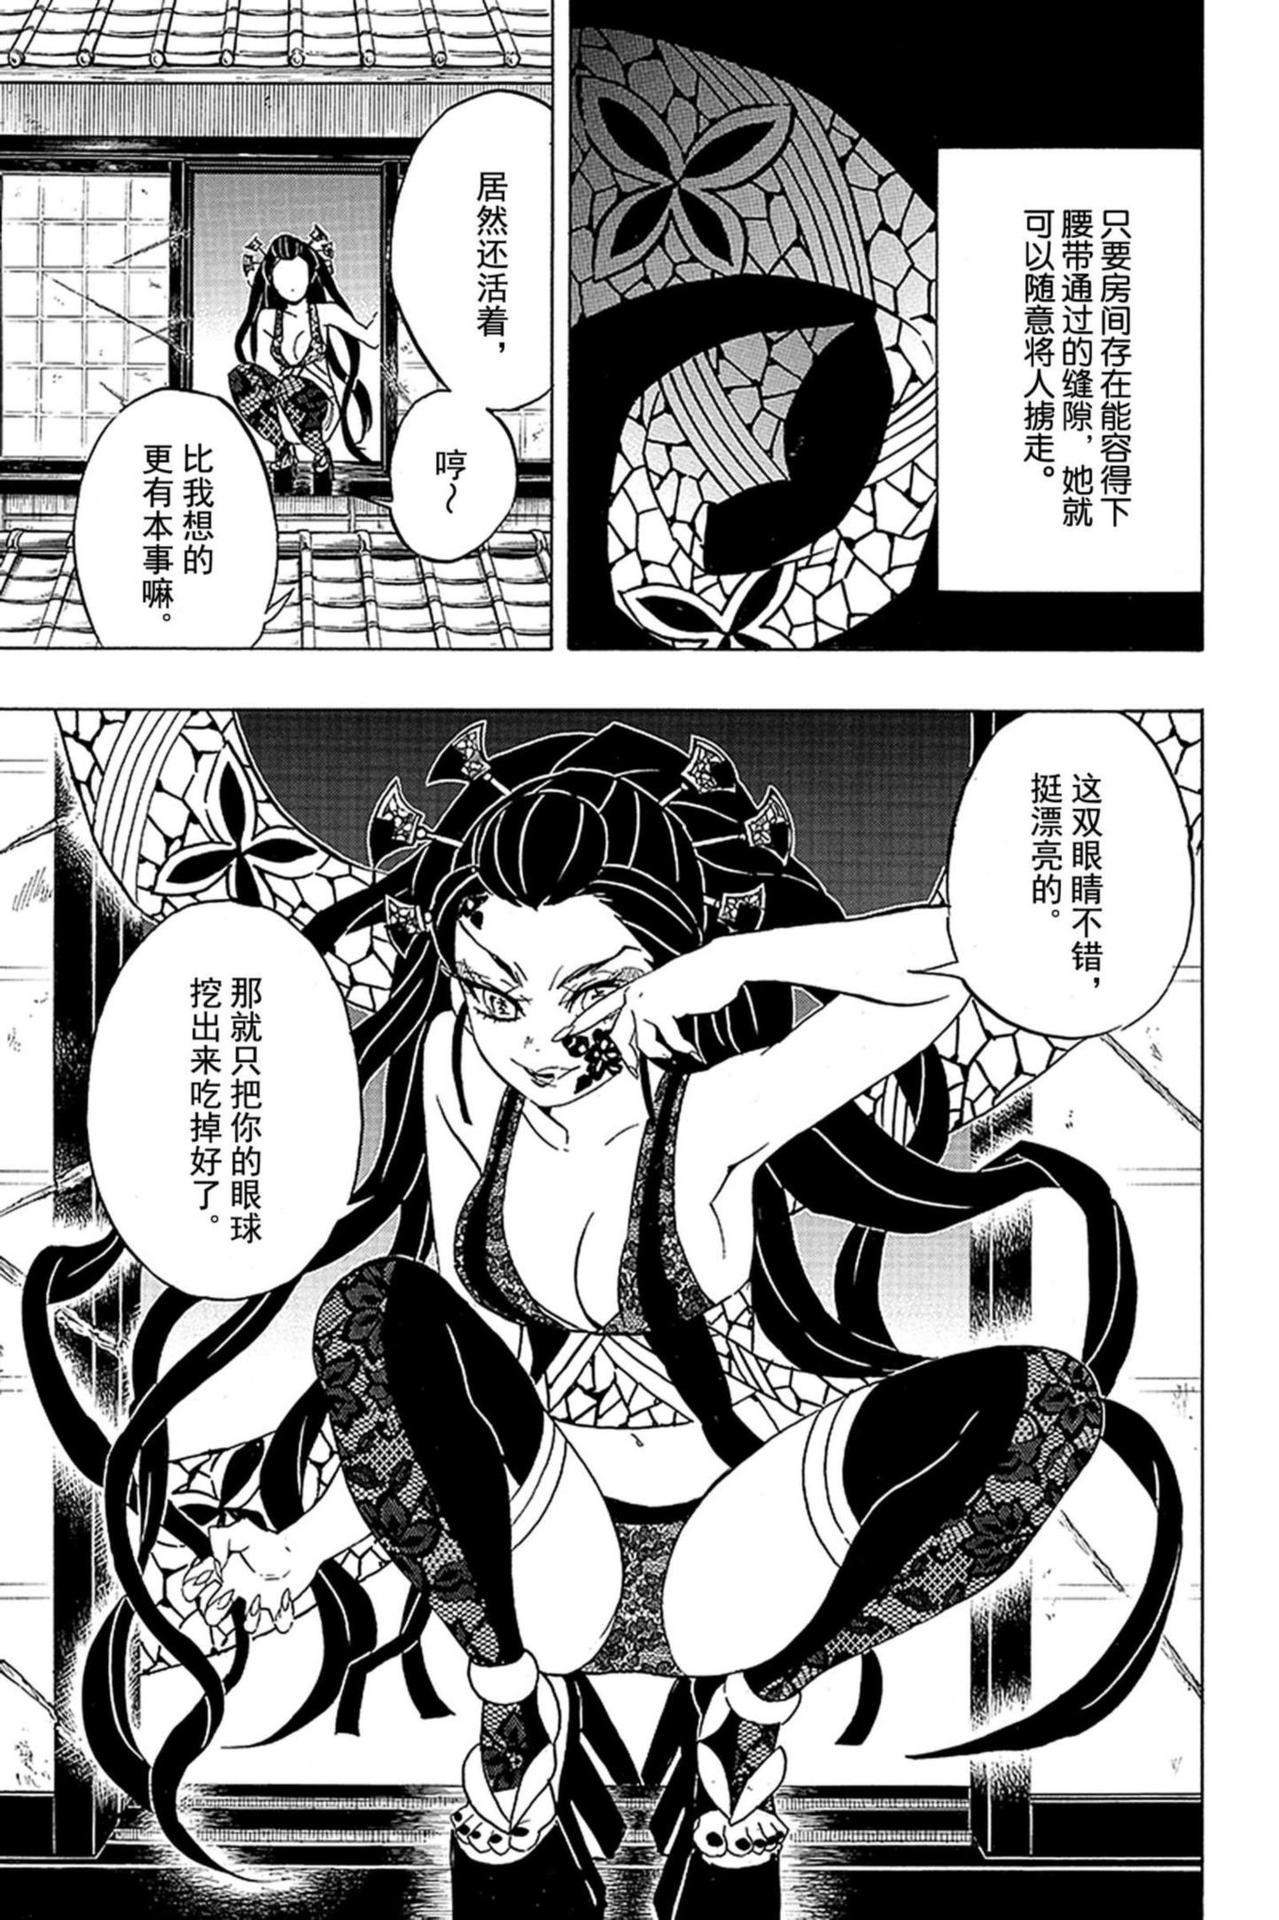 只要房间存在能容得下
腰带通过的缝隙，她就
可以随意将人掳走。
居然还活着，
哼～
比我想的
更有本事嘛。
这双眼睛不错，
挺漂亮的。
那就只把你的眼球
挖出来吃掉好了。